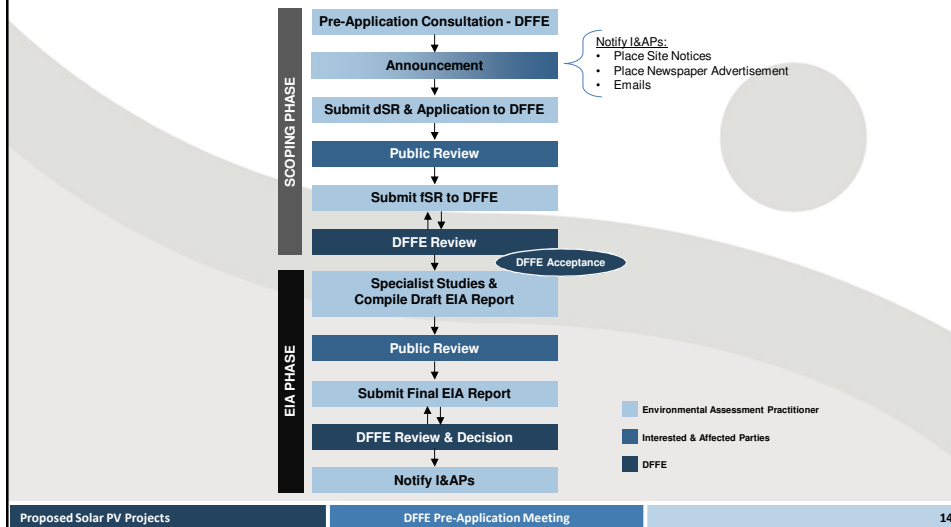 Pre-Application Consultation - DFFE
Announcement
Notify I&APs:
• Place Site Notices
• Place Newspaper Advertisement
• Emails
Submit dSR & Application to DFFE
Public Review
Submit fSR to DFFE
DFFE Review
SCOPING PHASE
DFFE Acceptance
Specialist Studies &
Compile Draft EIA Report
Public Review
Submit Final EIA Report
DFFE Review & Decision
Notify I&APs
EIA PHASE
Environmental Assessment Practitioner
Interested & Affected Parties
DFFE
Proposed Solar PV Projects
DFFE Pre-Application Meeting
14